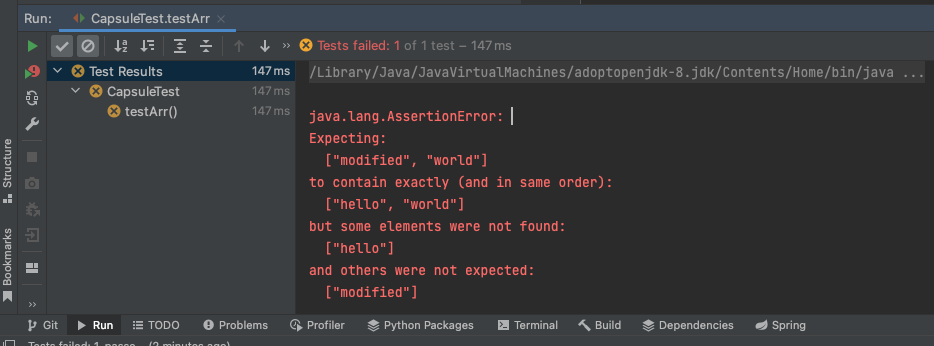 Run: CapsuleTest.testArr ×
Tests failed: 1 of 1 test – 147 ms
Test Results 147 ms
CapsuleTest 147 ms
testArr() 147 ms
/Library/Java/JavaVirtualMachines/adoptopenjdk-8.jdk/Contents/Home/bin/java ...
java.lang.AssertionError:
Expecting:
["modified", "world"]
to contain exactly (and in same order):
["hello", "world"]
but some elements were not found:
["hello"]
and others were not expected:
["modified"]
Structure
Bookmarks
Git Run TODO Problems Profiler Python Packages Terminal Build Dependencies Spring
Tests failed: 1, passe (2 minutes ago)